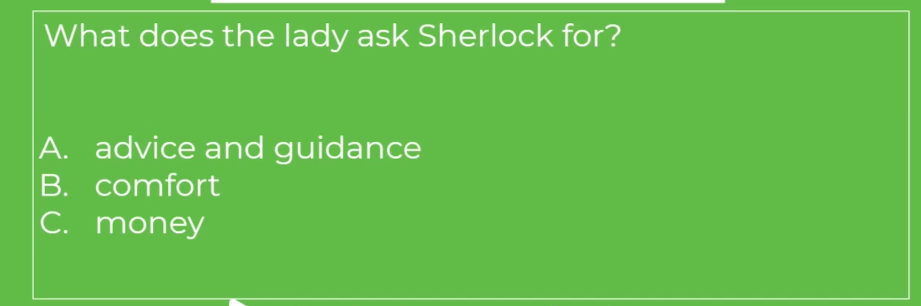 What does the lady ask Sherlock for?
A. advice and guidance
B. comfort
C. money